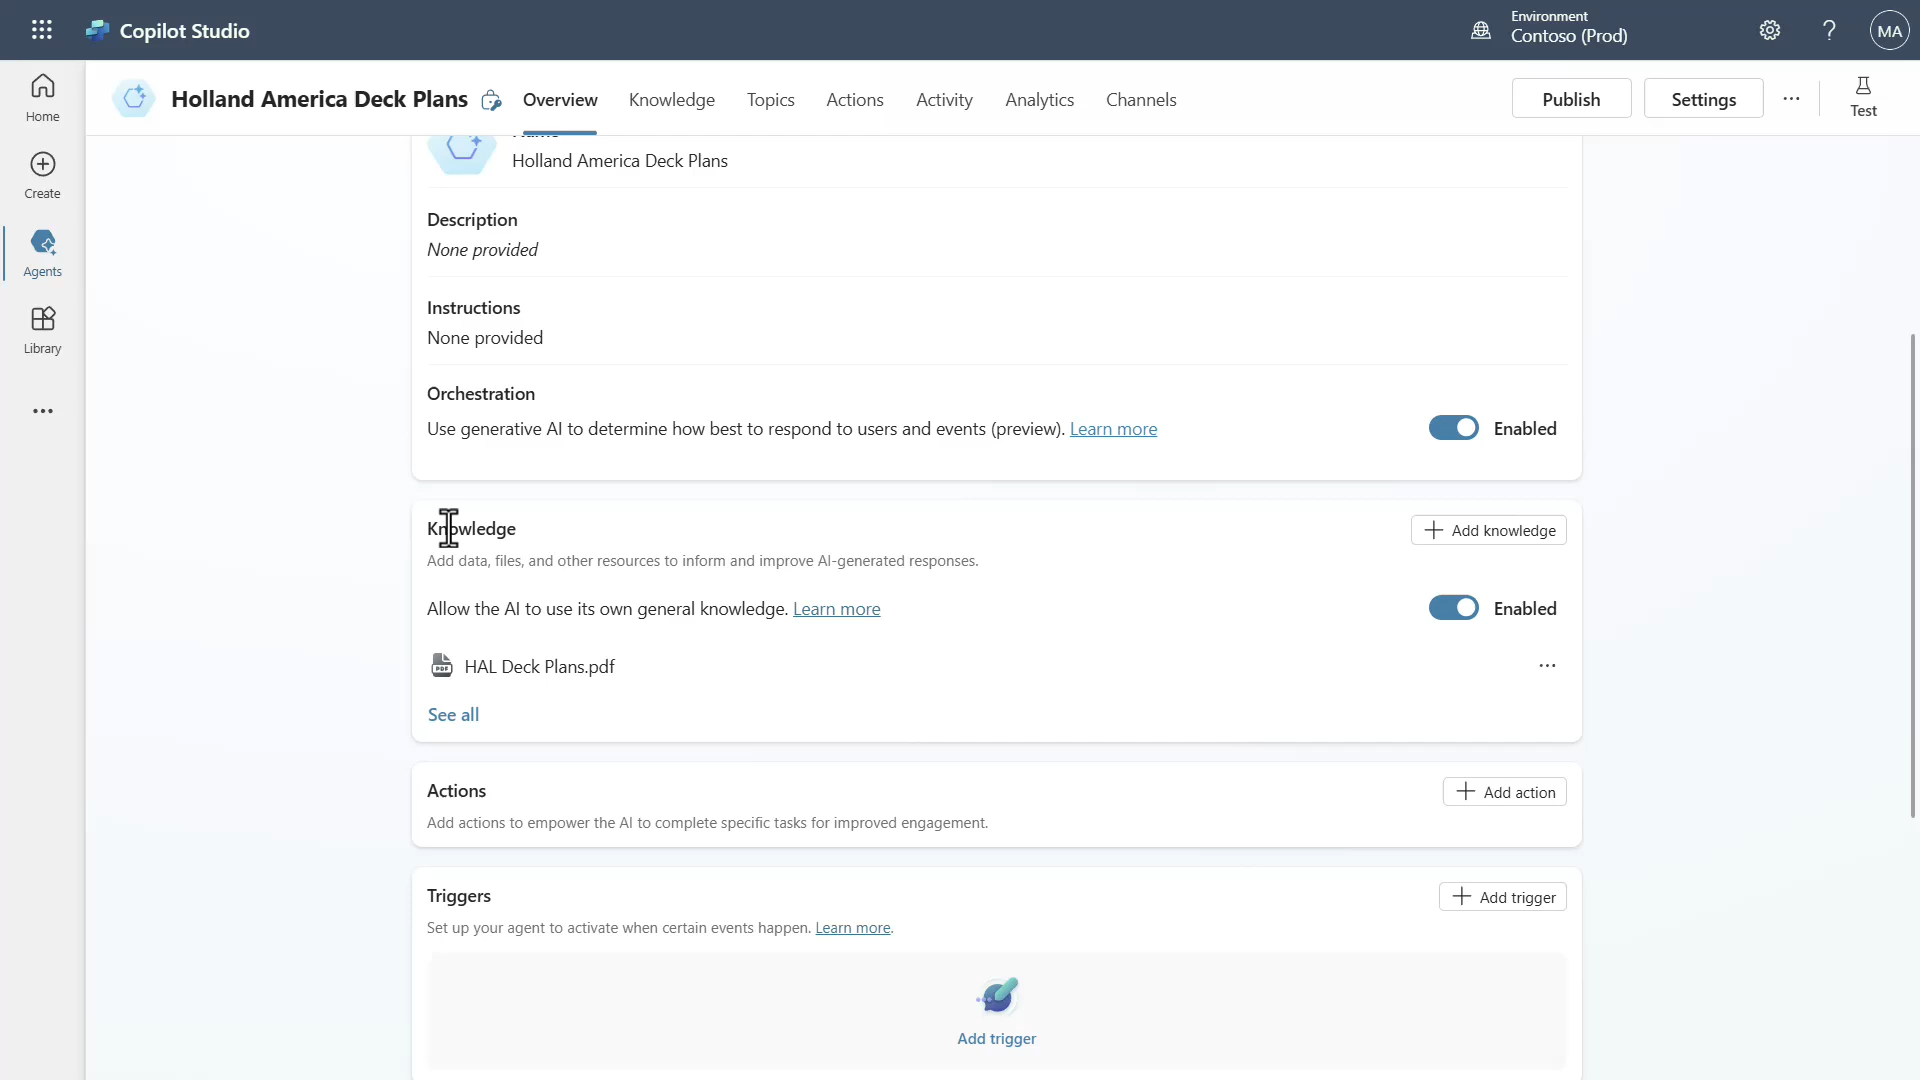 Copilot Studio
Environment
Contoso (Prod)
MA
Holland America Deck Plans
Overview
Knowledge
Topics
Actions
Activity
Analytics
Channels
Publish
Settings
Test
Home
Create
Agents
Library
Name
Holland America Deck Plans
Description
None provided
Instructions
None provided
Orchestration
Use generative AI to determine how best to respond to users and events (preview). Learn more
Enabled
Knowledge
Add knowledge
Add data, files, and other resources to inform and improve AI-generated responses.
Allow the AI to use its own general knowledge. Learn more
Enabled
PDF
HAL Deck Plans.pdf
See all
Actions
Add action
Add actions to empower the AI to complete specific tasks for improved engagement.
Triggers
Add trigger
Set up your agent to activate when certain events happen. Learn more.
Add trigger